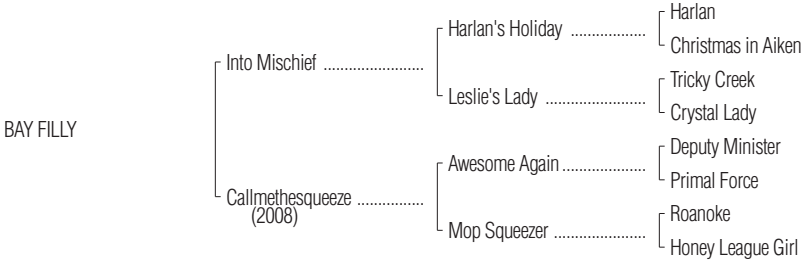 Harlan
Harlan's Holiday ...................
Christmas in Aiken
Into Mischief .........................
Tricky Creek
Leslie's Lady .........................
Crystal Lady
BAY FILLY
Deputy Minister
Awesome Again .....................
Primal Force
Callmethesqueeze ................
(2008)
Roanoke
Mop Squeezer .......................
Honey League Girl